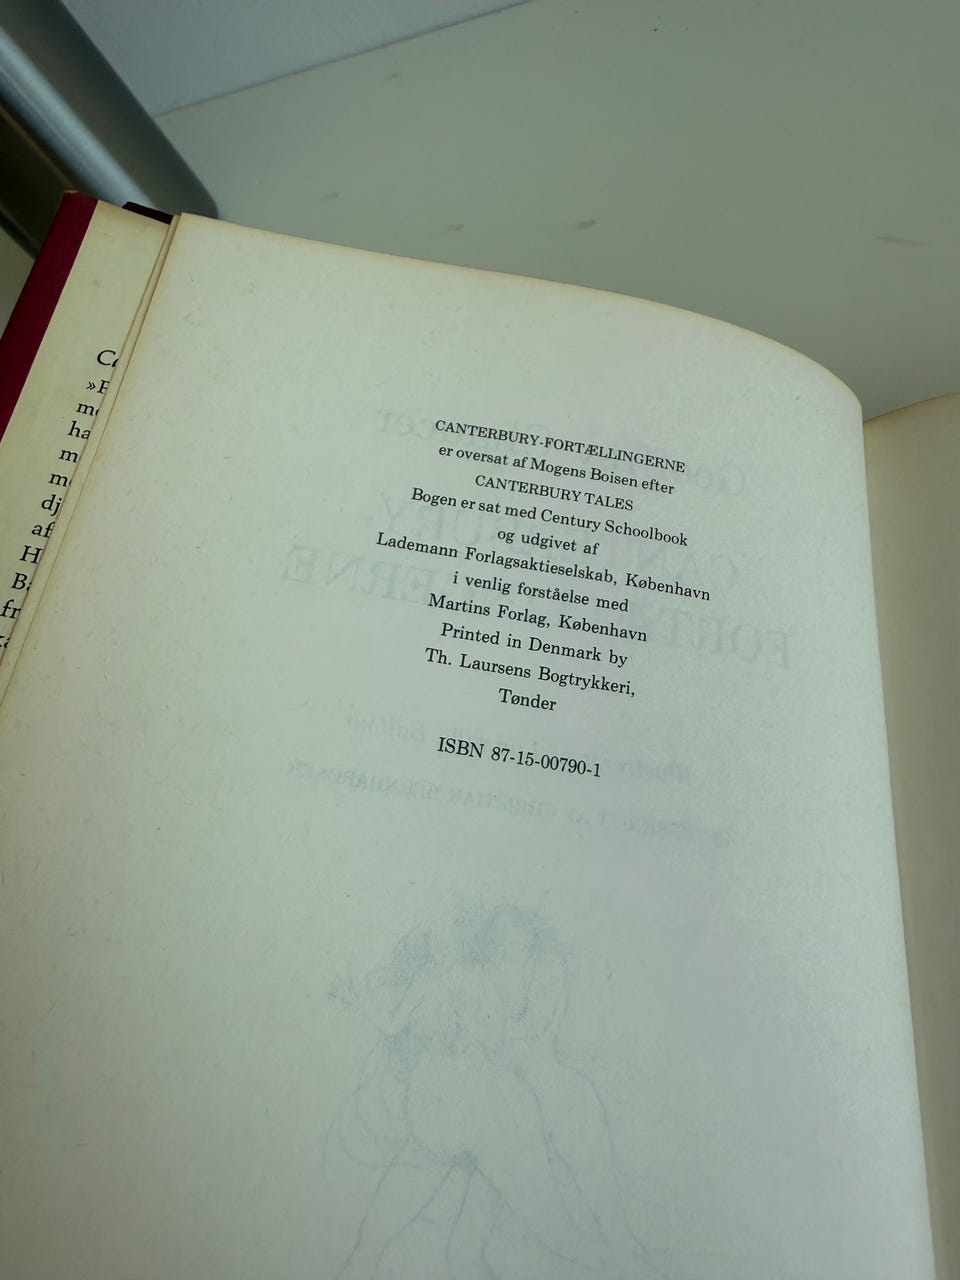 CANTERBURY-FORTÆLLINGERNE
er oversat af Mogens Boisen efter
CANTERBURY TALES
Bogen er sat med Century Schoolbook
og udgivet af
Lademann Forlagsaktieselskab, København
i venlig forståelse med
Martins Forlag, København
Printed in Denmark by
Th. Laursens Bogtrykkeri,
Tønder
ISBN 87-15-00790-1